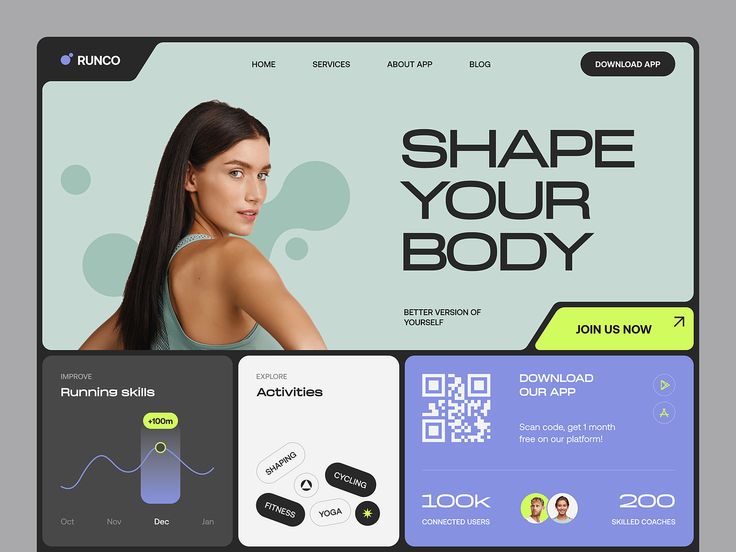 RUNCO
HOME
SERVICES
ABOUT APP
BLOG
DOWNLOAD APP
SHAPE
YOUR
BODY
BETTER VERSION OF
YOURSELF
JOIN US NOW
IMPROVE
Running skills
+100m
Oct
Nov
Dec
Jan
EXPLORE
Activities
SHAPING
CYCLING
FITNESS
YOGA
DOWNLOAD
OUR APP
Scan code, get 1 month
free on our platform!
100k
CONNECTED USERS
200
SKILLED COACHES